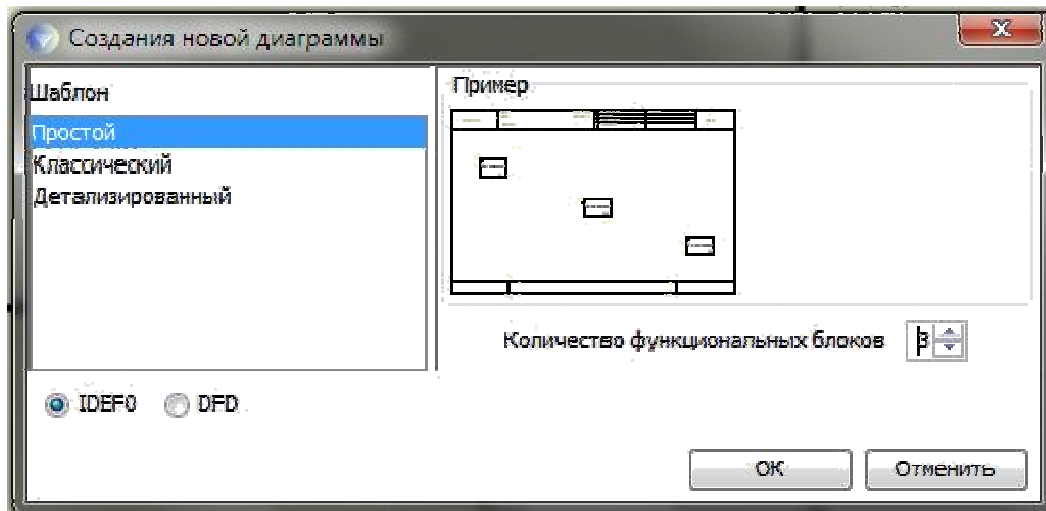 Создания новой диаграммы
Шаблон
Простой
Классический
Детализированный
Пример
Количество функциональных блоков 3
IDEF0 DFD
OK Отменить